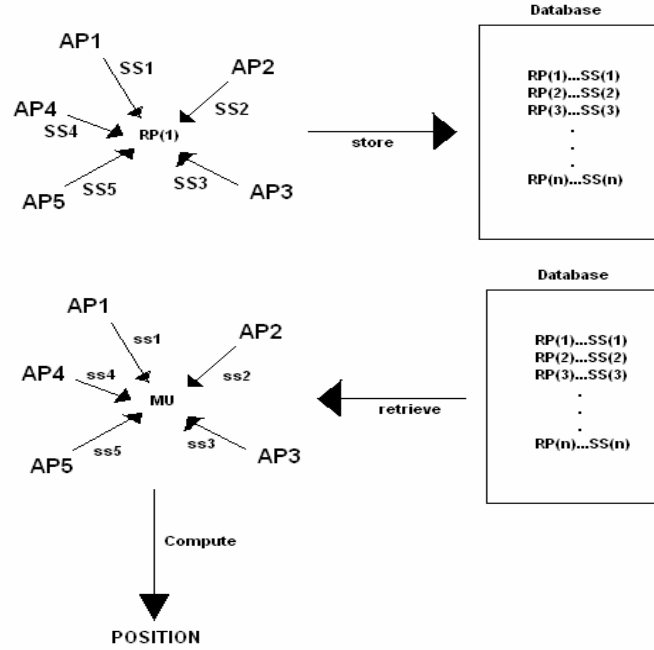 Database
AP1
SS1
AP2
SS2
AP4
SS4
RP(1)
AP5
SS5
SS3
AP3
store
RP(1)...SS(1)
RP(2)...SS(2)
RP(3)...SS(3)
.
.
.
RP(n)...SS(n)
Database
AP1
ss1
AP2
ss2
AP4
ss4
MU
AP5
ss5
ss3
AP3
retrieve
RP(1)...SS(1)
RP(2)...SS(2)
RP(3)...SS(3)
.
.
.
RP(n)...SS(n)
Compute
POSITION